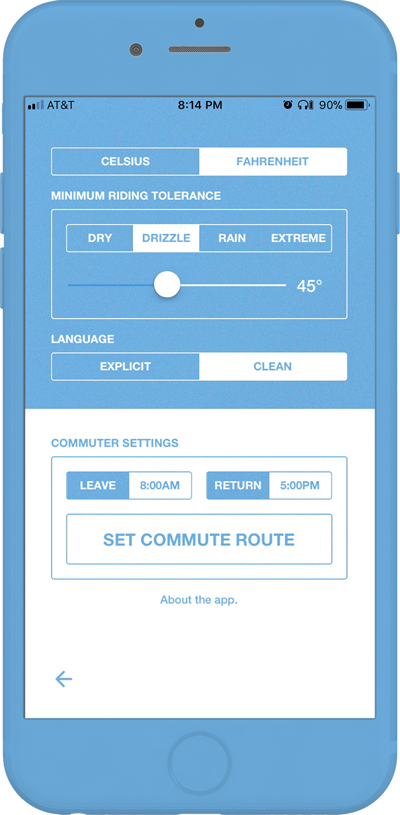 AT&T 8:14 PM 90%
CELSIUS FAHRENHEIT
MINIMUM RIDING TOLERANCE
DRY DRIZZLE RAIN EXTREME
45°
LANGUAGE
EXPLICIT CLEAN
COMMUTER SETTINGS
LEAVE 8:00AM RETURN 5:00PM
SET COMMUTE ROUTE
About the app.